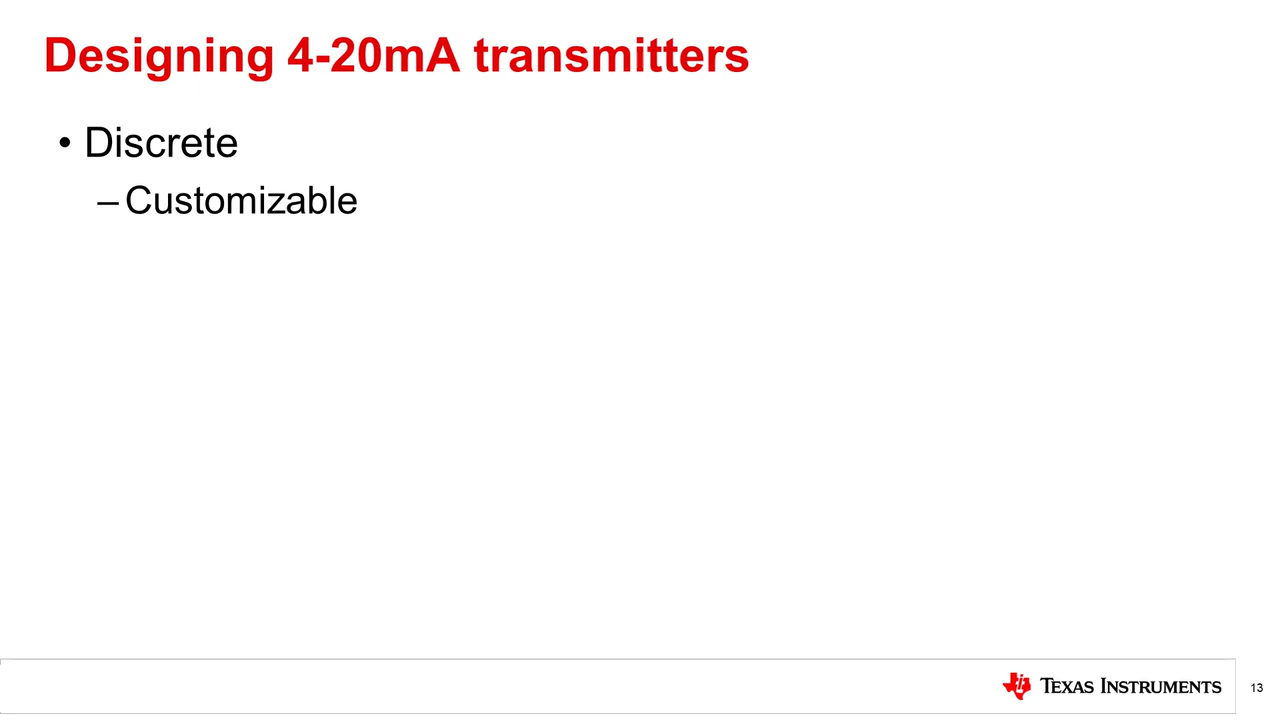 Designing 4-20mA transmitters
• Discrete
– Customizable
TEXAS INSTRUMENTS
13